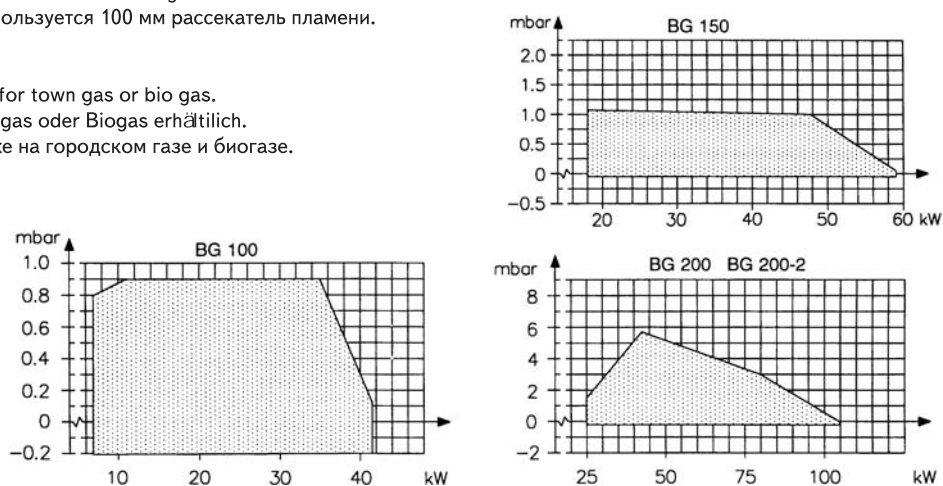 ользуется 100 мм рассекатель пламени.
for town gas or bio gas.
gas oder Biogas erhältilich.
е на городском газе и биогазе.
mbar
BG 150
2.0
1.5
1.0
0.5
0
-0.5
20 30 40 50 60 kW
mbar
BG 100
1.0
0.8
0.6
0.4
0.2
0
-0.2
10 20 30 40 kW
mbar
BG 200 BG 200-2
8
6
4
2
0
-2
25 50 75 100 kW